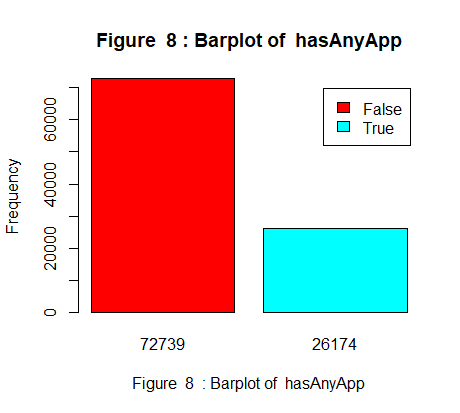 Figure 8 : Barplot of hasAnyApp
False
True
Frequency
60000
40000
20000
0
72739
26174
Figure 8 : Barplot of hasAnyApp